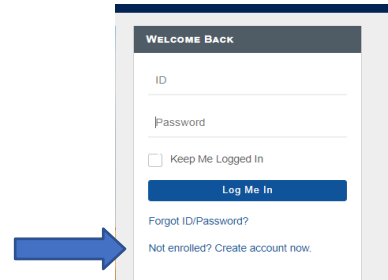 WELCOME BACK
ID
Password
Keep Me Logged In
Log Me In
Forgot ID/Password?
Not enrolled? Create account now.